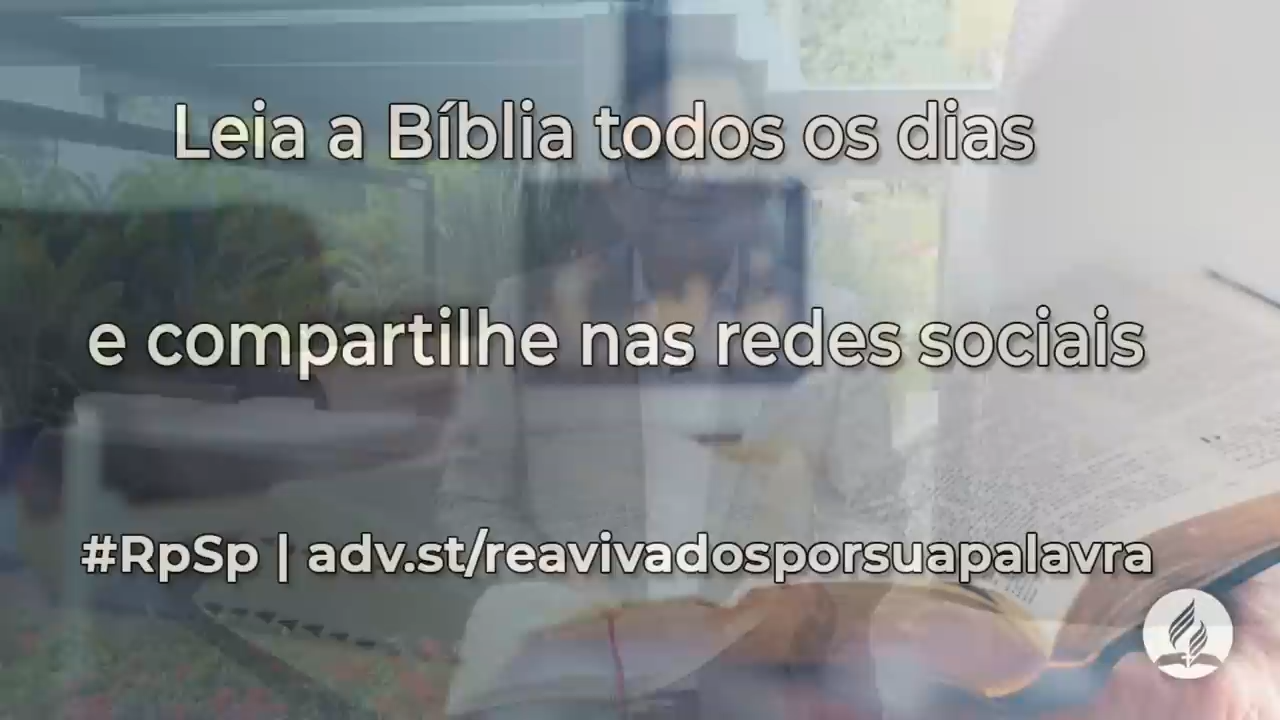 Leia a Bíblia todos os dias
e compartilhe nas redes sociais
#RpSp | adv.st/reavivadosporsuapalavra